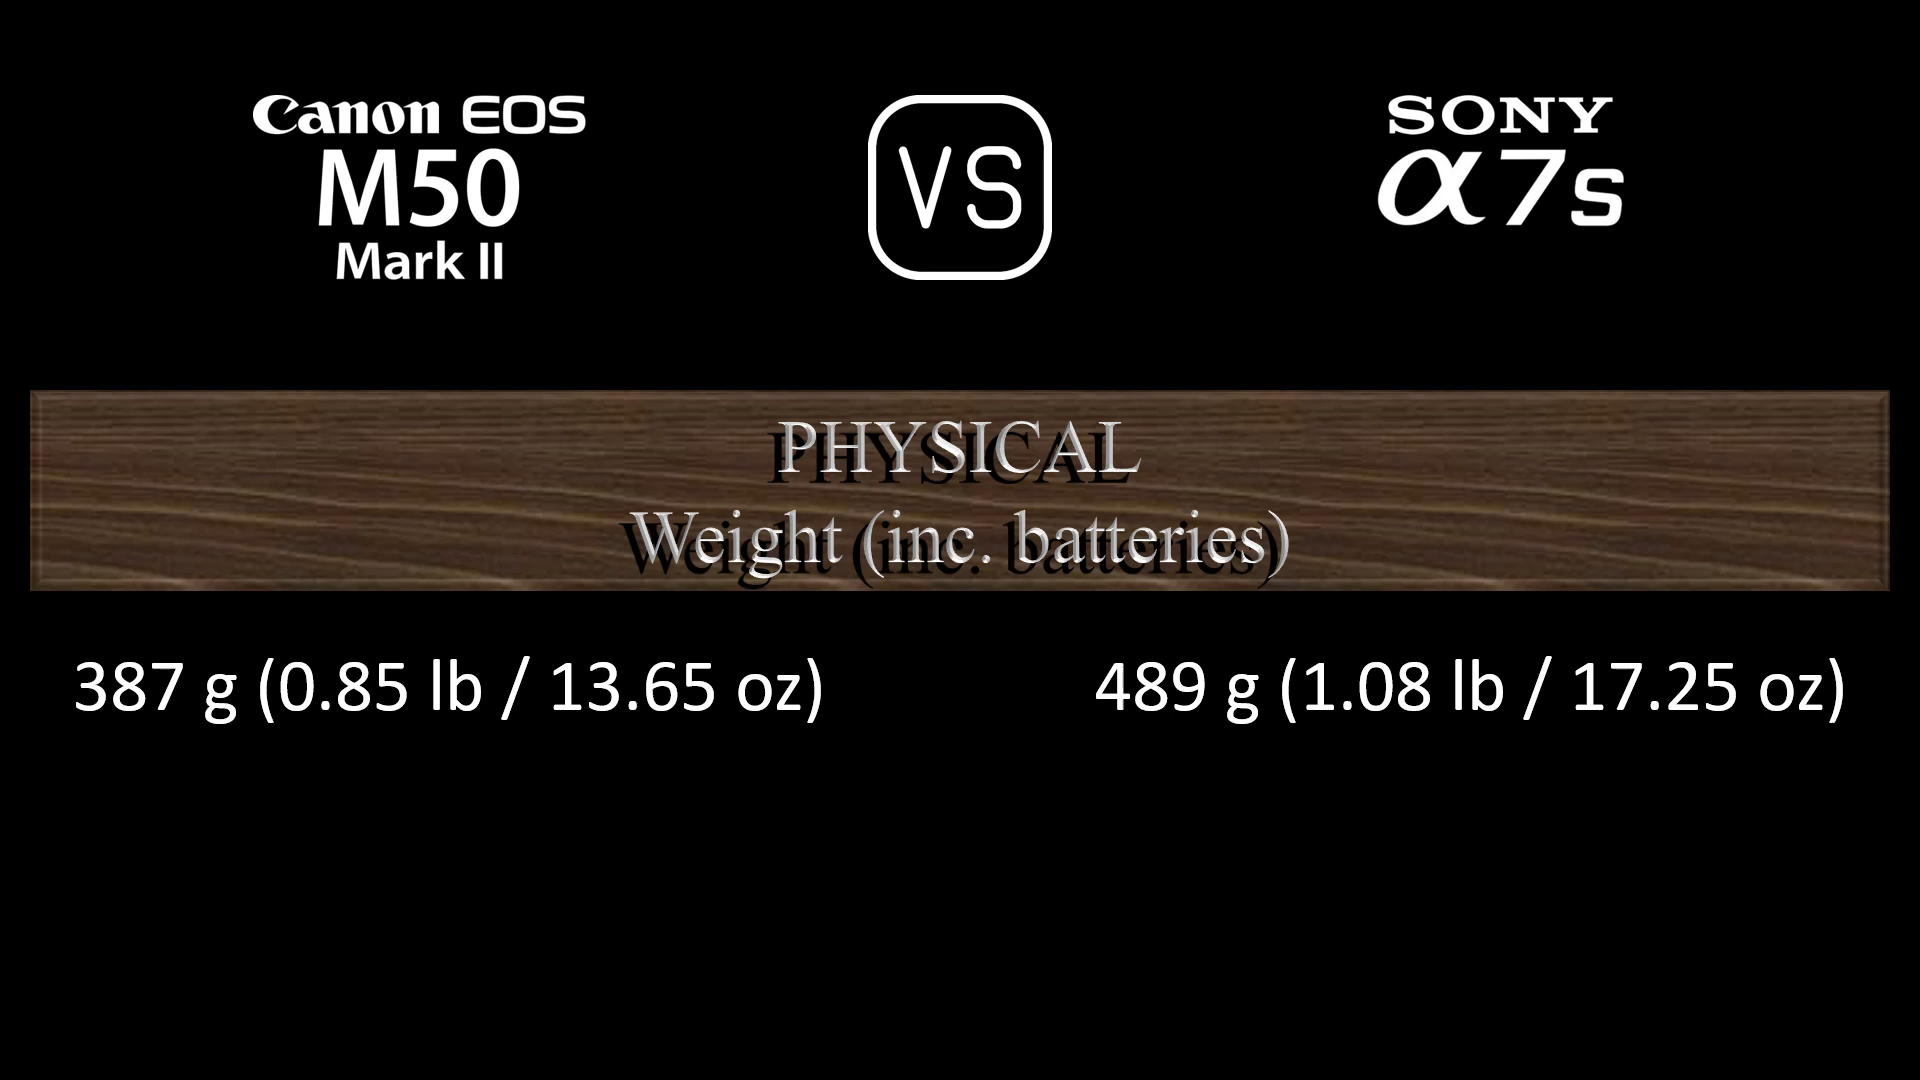 Canon EOS
M50
Mark II
VS
SONY
α7s
PHYSICAL
Weight (inc. batteries)
387 g (0.85 lb / 13.65 oz)
489 g (1.08 lb / 17.25 oz)